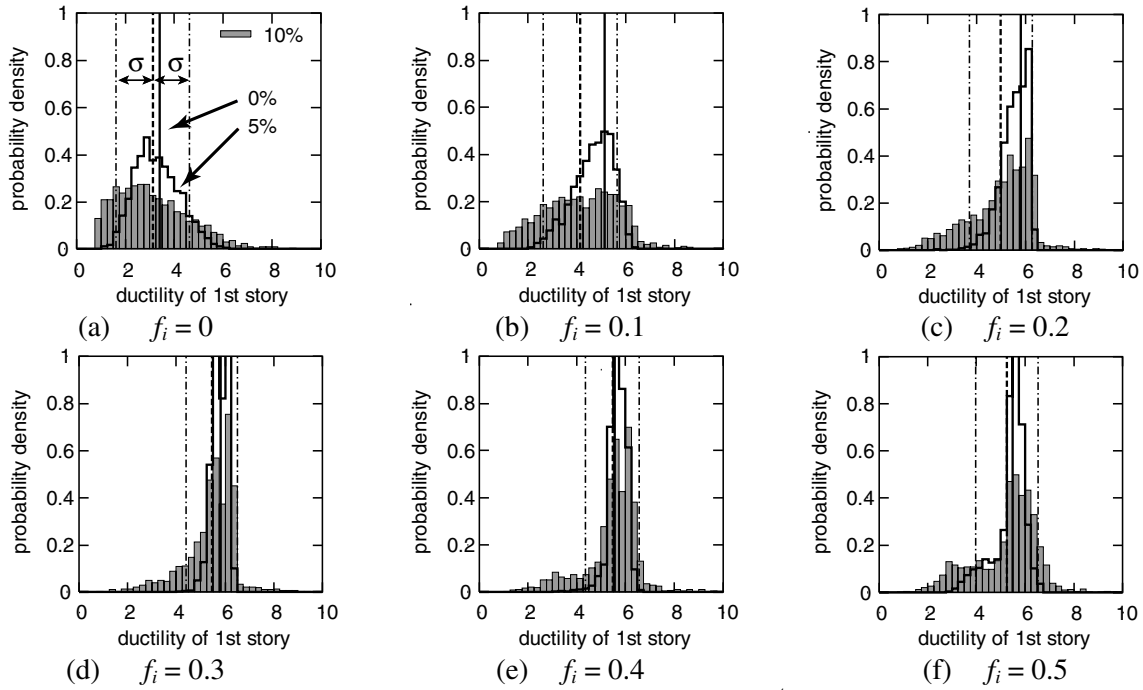 1
0.8
0.6
0.4
0.2
0
probability density
10%
σ σ
0%
5%
0 2 4 6 8 10
ductility of 1st story
(a) fi = 0
1
0.8
0.6
0.4
0.2
0
probability density
0 2 4 6 8 10
ductility of 1st story
(b) fi = 0.1
1
0.8
0.6
0.4
0.2
0
probability density
0 2 4 6 8 10
ductility of 1st story
(c) fi = 0.2
1
0.8
0.6
0.4
0.2
0
probability density
0 2 4 6 8 10
ductility of 1st story
(d) fi = 0.3
1
0.8
0.6
0.4
0.2
0
probability density
0 2 4 6 8 10
ductility of 1st story
(e) fi = 0.4
1
0.8
0.6
0.4
0.2
0
probability density
0 2 4 6 8 10
ductility of 1st story
(f) fi = 0.5